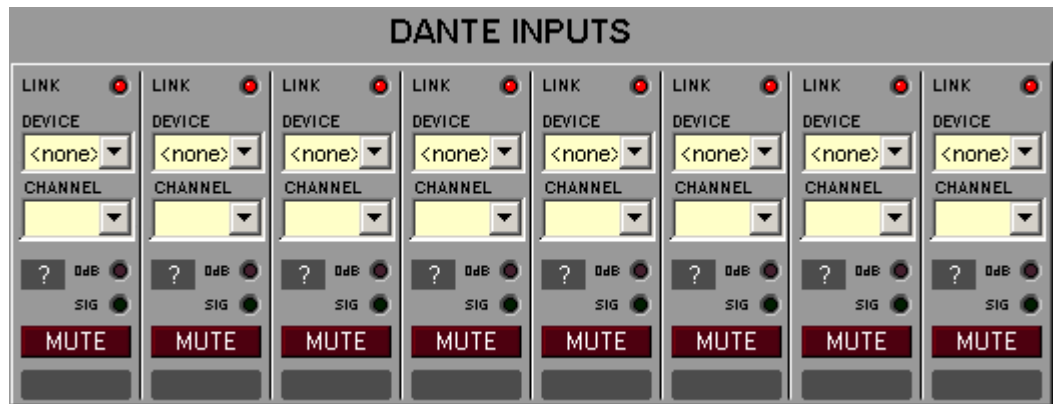 DANTE INPUTS
LINK LINK LINK LINK LINK LINK LINK LINK
DEVICE DEVICE DEVICE DEVICE DEVICE DEVICE DEVICE DEVICE
<none> <none> <none> <none> <none> <none> <none> <none>
CHANNEL CHANNEL CHANNEL CHANNEL CHANNEL CHANNEL CHANNEL CHANNEL
? 0dB ? 0dB ? 0dB ? 0dB ? 0dB ? 0dB ? 0dB ? 0dB
SIG SIG SIG SIG SIG SIG SIG SIG
MUTE MUTE MUTE MUTE MUTE MUTE MUTE MUTE